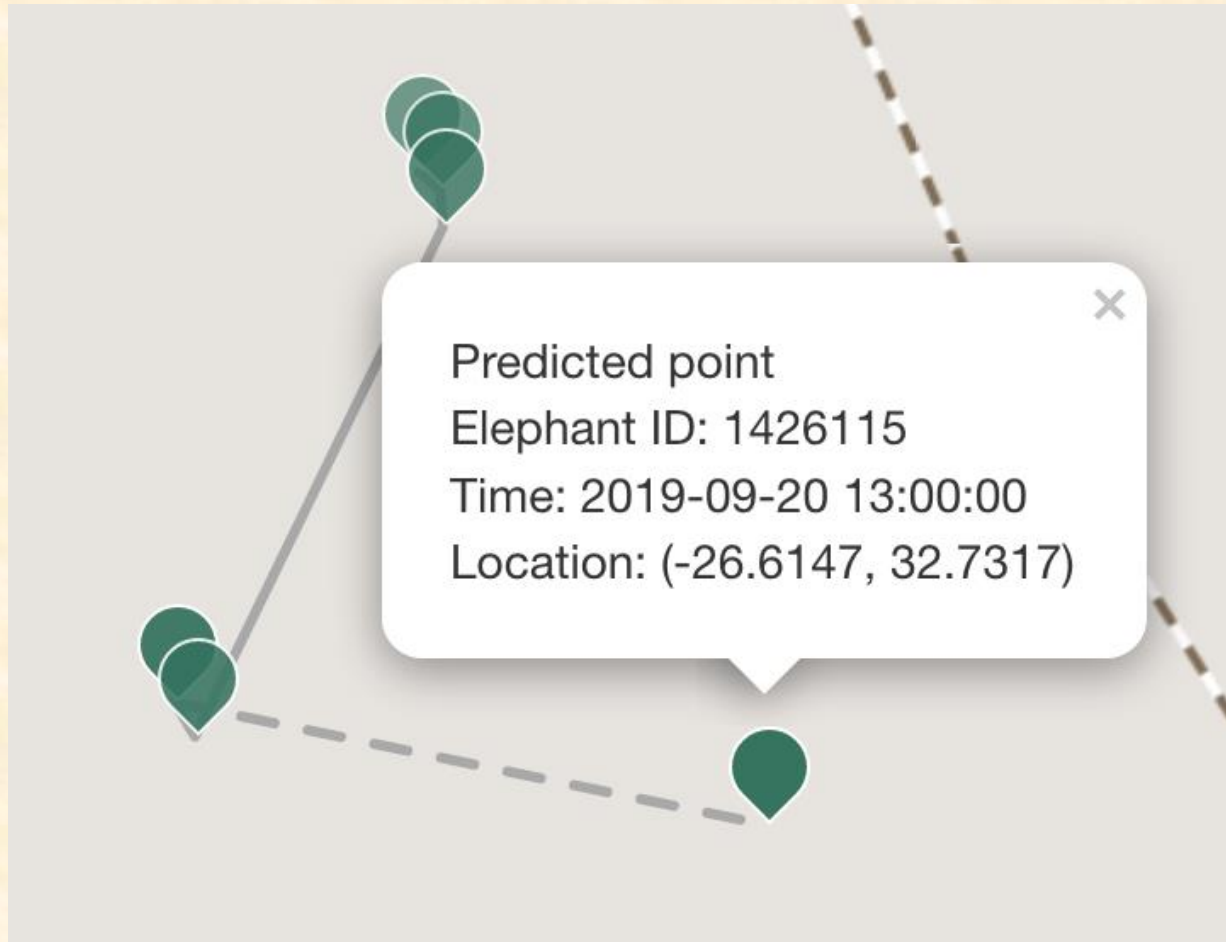 Predicted point
Elephant ID: 1426115
Time: 2019-09-20 13:00:00
Location: (-26.6147, 32.7317)